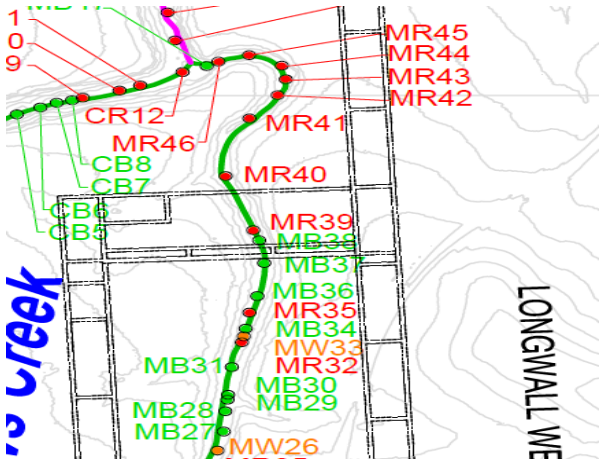 1
0
9
MR45
MR44
MR43
MR42
CR12
MR41
MR46
CB8
CB7
MR40
CB6
CB5
MR39
MB38
MB37
MB36
MR35
MB34
MW33
MR32
MB31
MB30
MB29
MB28
MB27
MW26
Creek
LONGWALL WE